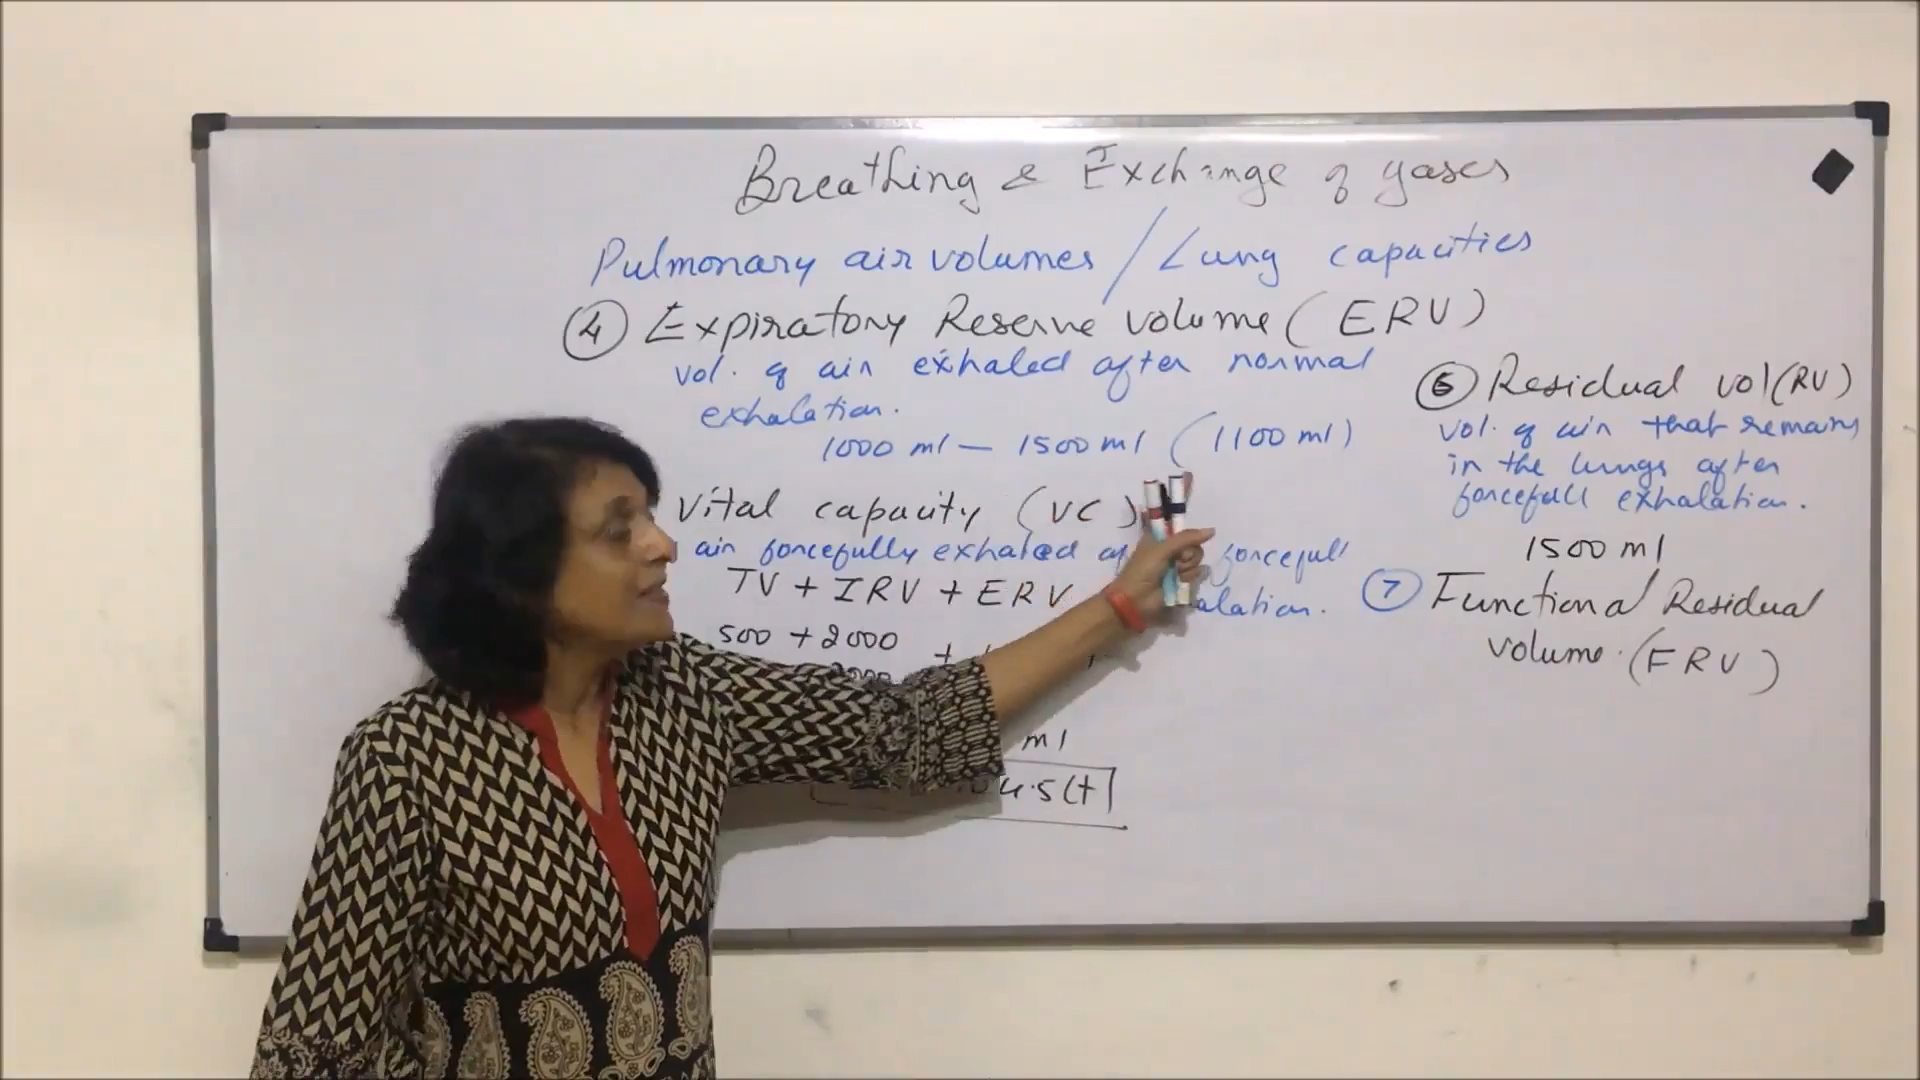 Breathing & Exchange of gases
Pulmonary air volumes / Lung capacities
④ Expiratory Reserve volume (ERV)
vol. of air exhaled after normal
exhalation.
1000 ml — 1500 ml (1100 ml)
Vital capacity (VC)
air forcefully exhaled forcefull
TV + IRV + ERV
500 + 2000 +
ml
4.5 lt
⑥ Residual vol (RV)
vol. of air that remains
in the lungs after
forcefull exhalation.
1500 ml
⑦ Functional Residual
volume. (FRV)